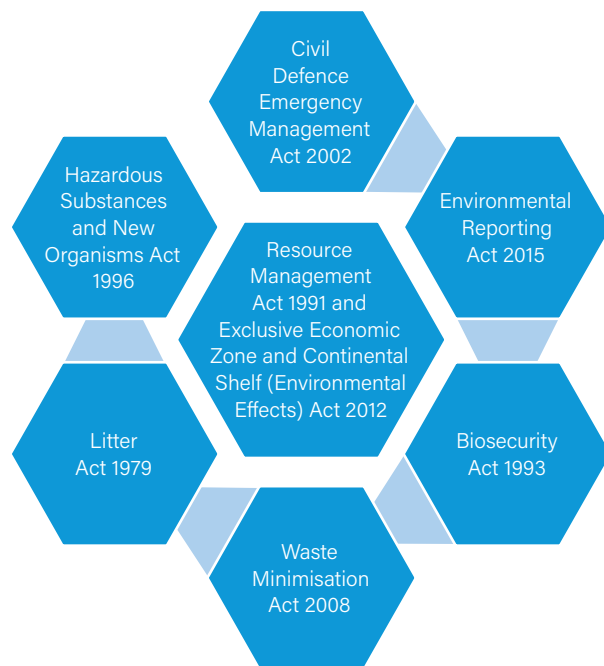 Civil
Defence
Emergency
Management
Act 2002
Hazardous
Substances
and New
Organisms Act
1996
Environmental
Reporting
Act 2015
Resource
Management
Act 1991 and
Exclusive Economic
Zone and Continental
Shelf (Environmental
Effects) Act 2012
Litter
Act 1979
Biosecurity
Act 1993
Waste
Minimisation
Act 2008